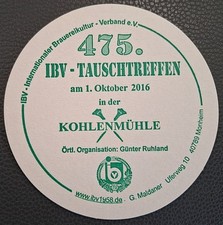 IBV - Internationaler Brauereikultur - Verband e.V.
475.
IBV - TAUSCHTREFFEN
am 1. Oktober 2016
in der
KOHLENMÜHLE
Örtl. Organisation: Günter Ruhland
IBV
www.ibv1958.de · G. Maldaner Uferweg 10 40789 Monheim